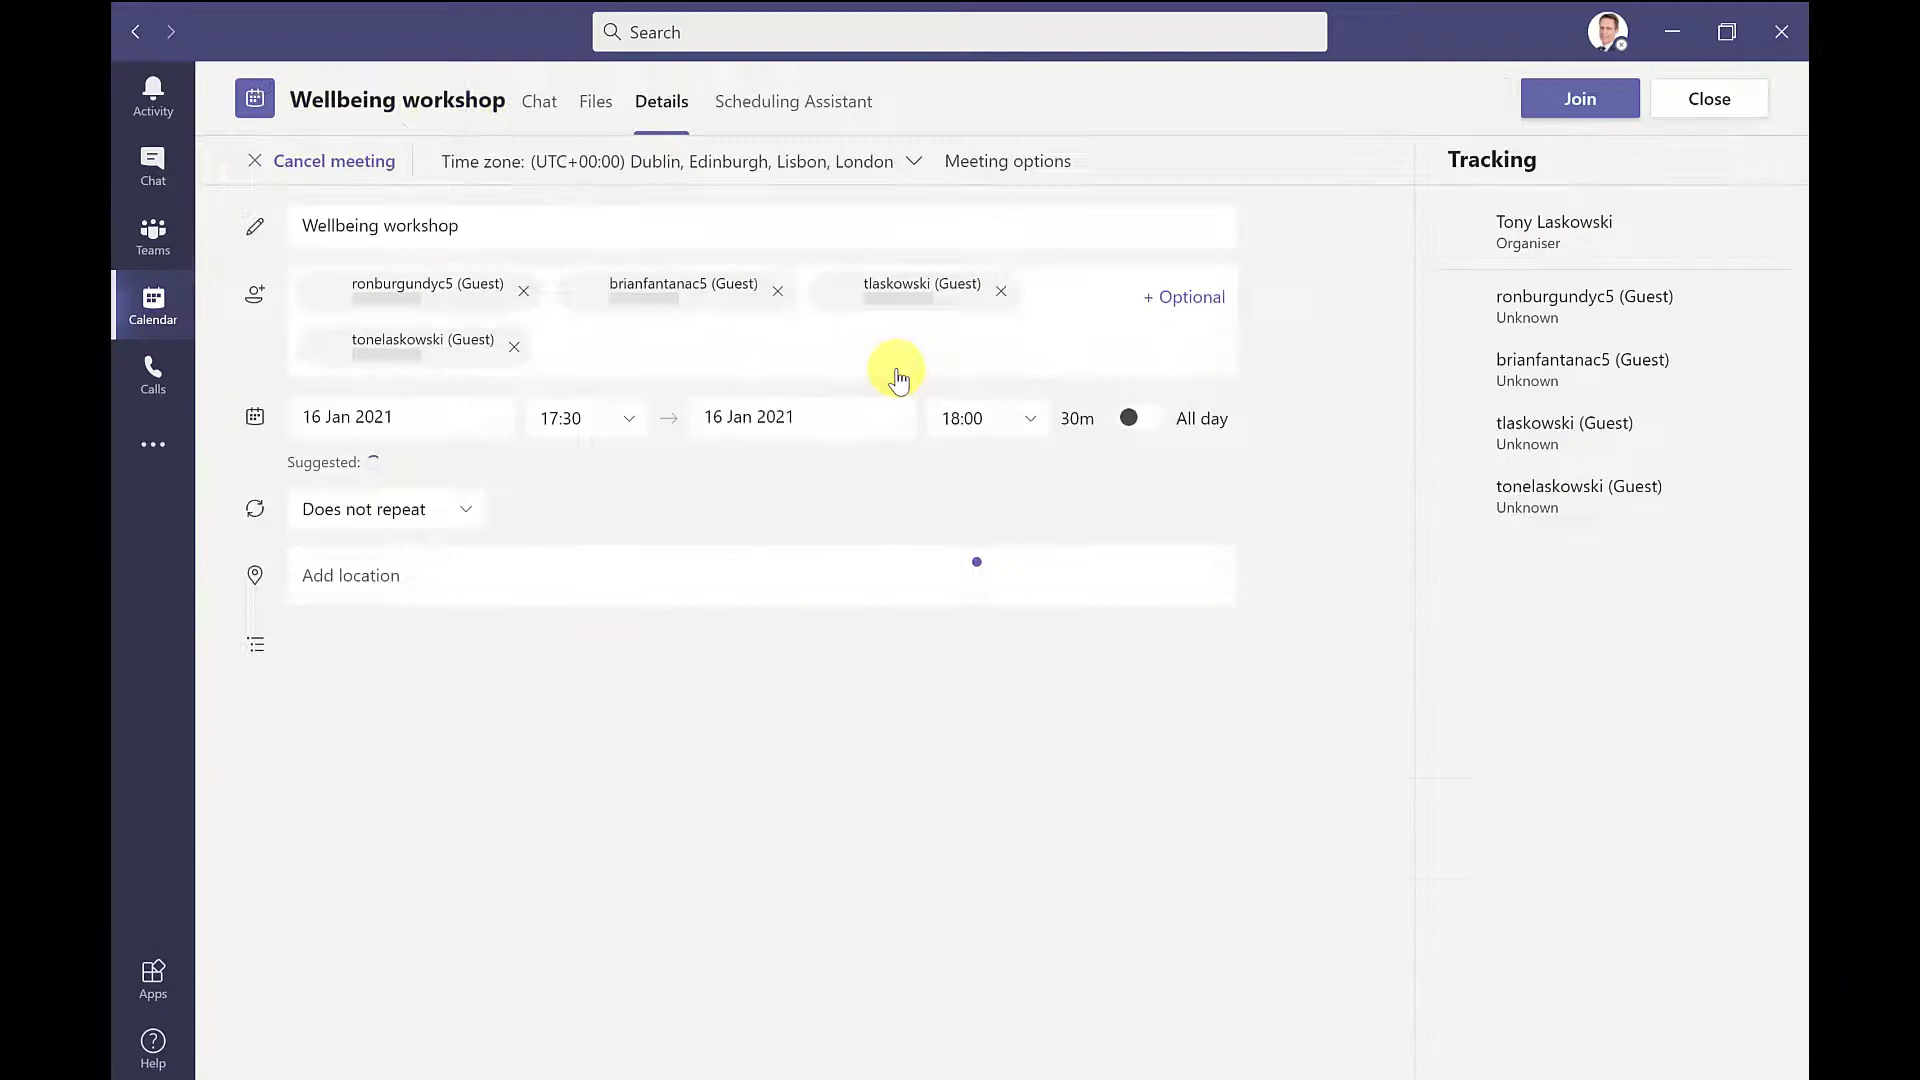 Search
Activity
Chat
Teams
Calendar
Calls
Apps
Help
Wellbeing workshop
Chat
Files
Details
Scheduling Assistant
Join
Close
Cancel meeting
Time zone: (UTC+00:00) Dublin, Edinburgh, Lisbon, London
Meeting options
Wellbeing workshop
ronburgundyc5 (Guest)
brianfantanac5 (Guest)
tlaskowski (Guest)
+ Optional
tonelaskowski (Guest)
16 Jan 2021
17:30
16 Jan 2021
18:00
30m
All day
Suggested:
Does not repeat
Add location
Tracking
Tony Laskowski
Organiser
ronburgundyc5 (Guest)
Unknown
brianfantanac5 (Guest)
Unknown
tlaskowski (Guest)
Unknown
tonelaskowski (Guest)
Unknown